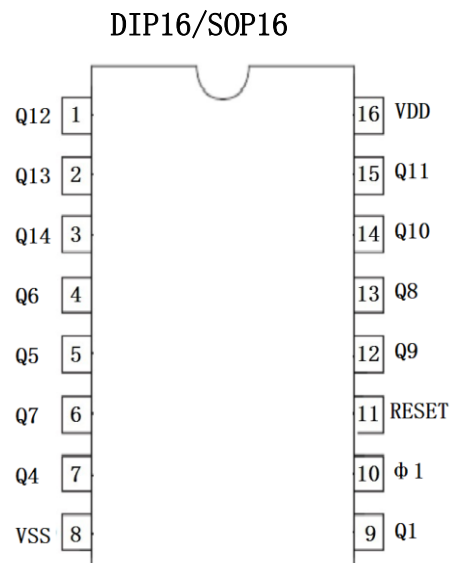 DIP16/SOP16
Q12 1 16 VDD
Q13 2 15 Q11
Q14 3 14 Q10
Q6 4 13 Q8
Q5 5 12 Q9
Q7 6 11 RESET
Q4 7 10 ф1
VSS 8 9 Q1